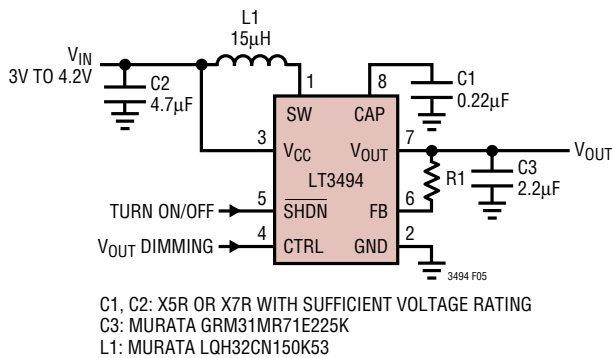 L1
15µH
VIN
3V TO 4.2V
C2
4.7µF
1
8
C1
0.22µF
SW
CAP
3
VCC
VOUT
7
VOUT
LT3494
R1
C3
2.2µF
TURN ON/OFF
5
SHDN
FB
6
VOUT DIMMING
4
CTRL
GND
2
3494 F05
C1, C2: X5R OR X7R WITH SUFFICIENT VOLTAGE RATING
C3: MURATA GRM31MR71E225K
L1: MURATA LQH32CN150K53